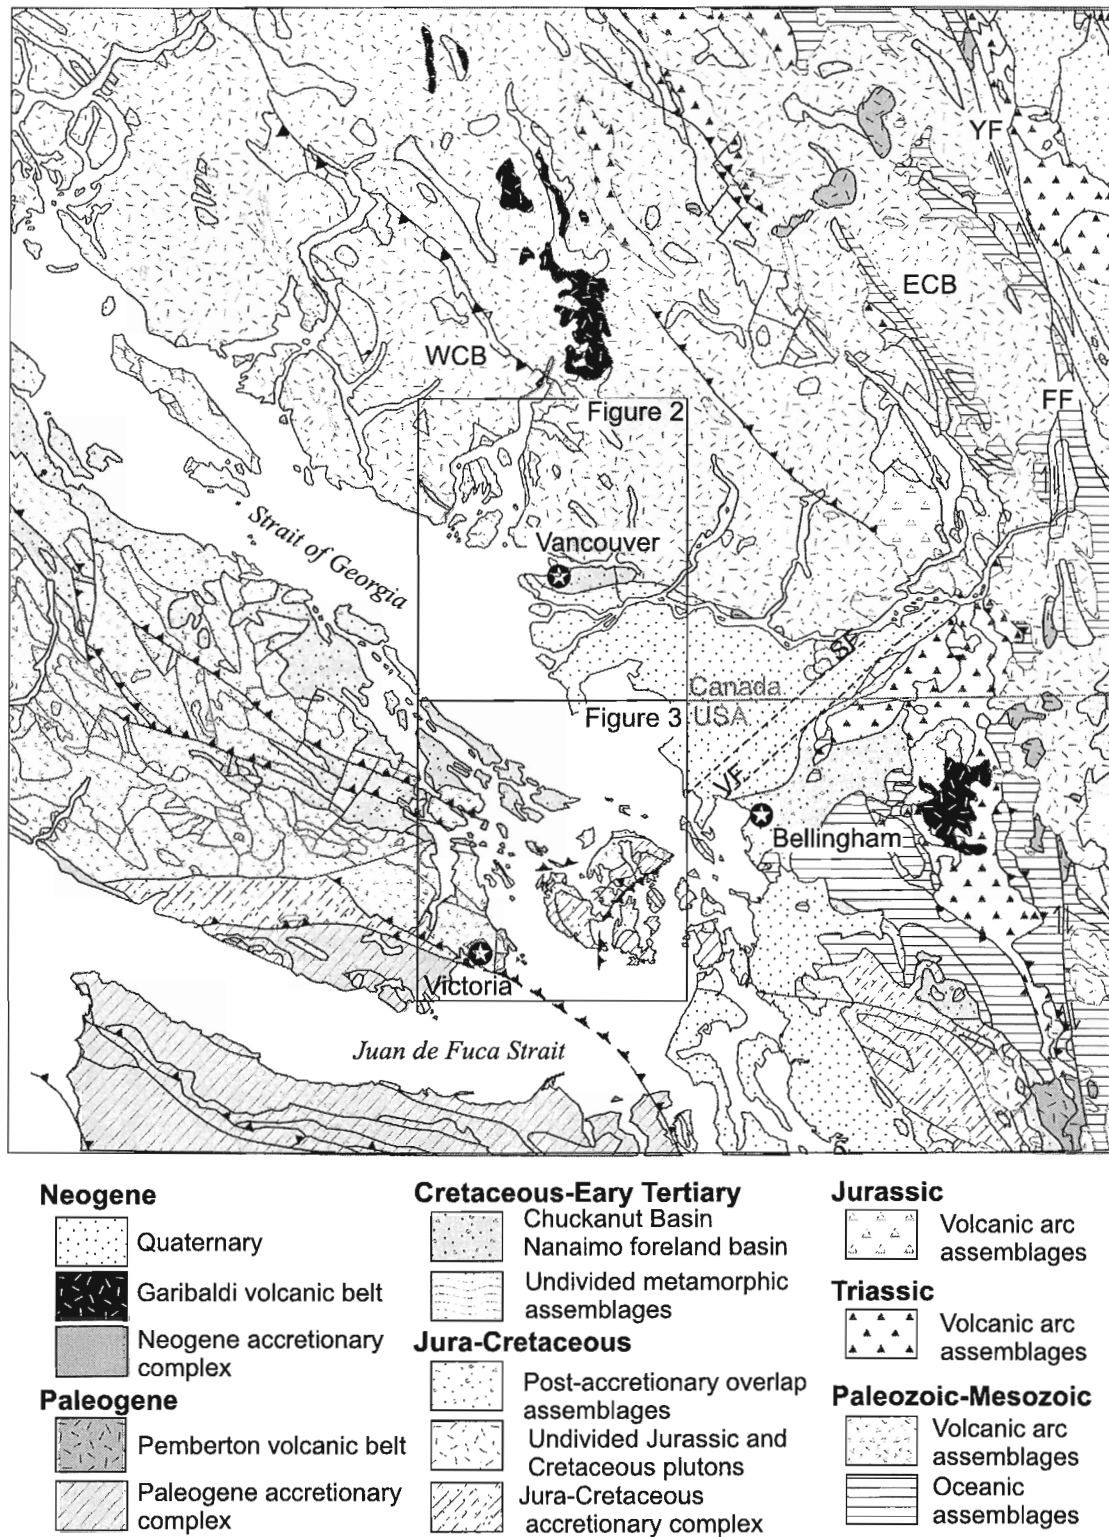 YF
ECB
WCB
FF
Figure 2
Strait of Georgia
Vancouver
SF
Canada
USA
Figure 3
VF
Bellingham
Victoria
Juan de Fuca Strait
Neogene
Quaternary
Garibaldi volcanic belt
Neogene accretionary
complex
Paleogene
Pemberton volcanic belt
Paleogene accretionary
complex
Cretaceous-Eary Tertiary
Chuckanut Basin
Nanaimo foreland basin
Undivided metamorphic
assemblages
Jura-Cretaceous
Post-accretionary overlap
assemblages
Undivided Jurassic and
Cretaceous plutons
Jura-Cretaceous
accretionary complex
Jurassic
Volcanic arc
assemblages
Triassic
Volcanic arc
assemblages
Paleozoic-Mesozoic
Volcanic arc
assemblages
Oceanic
assemblages